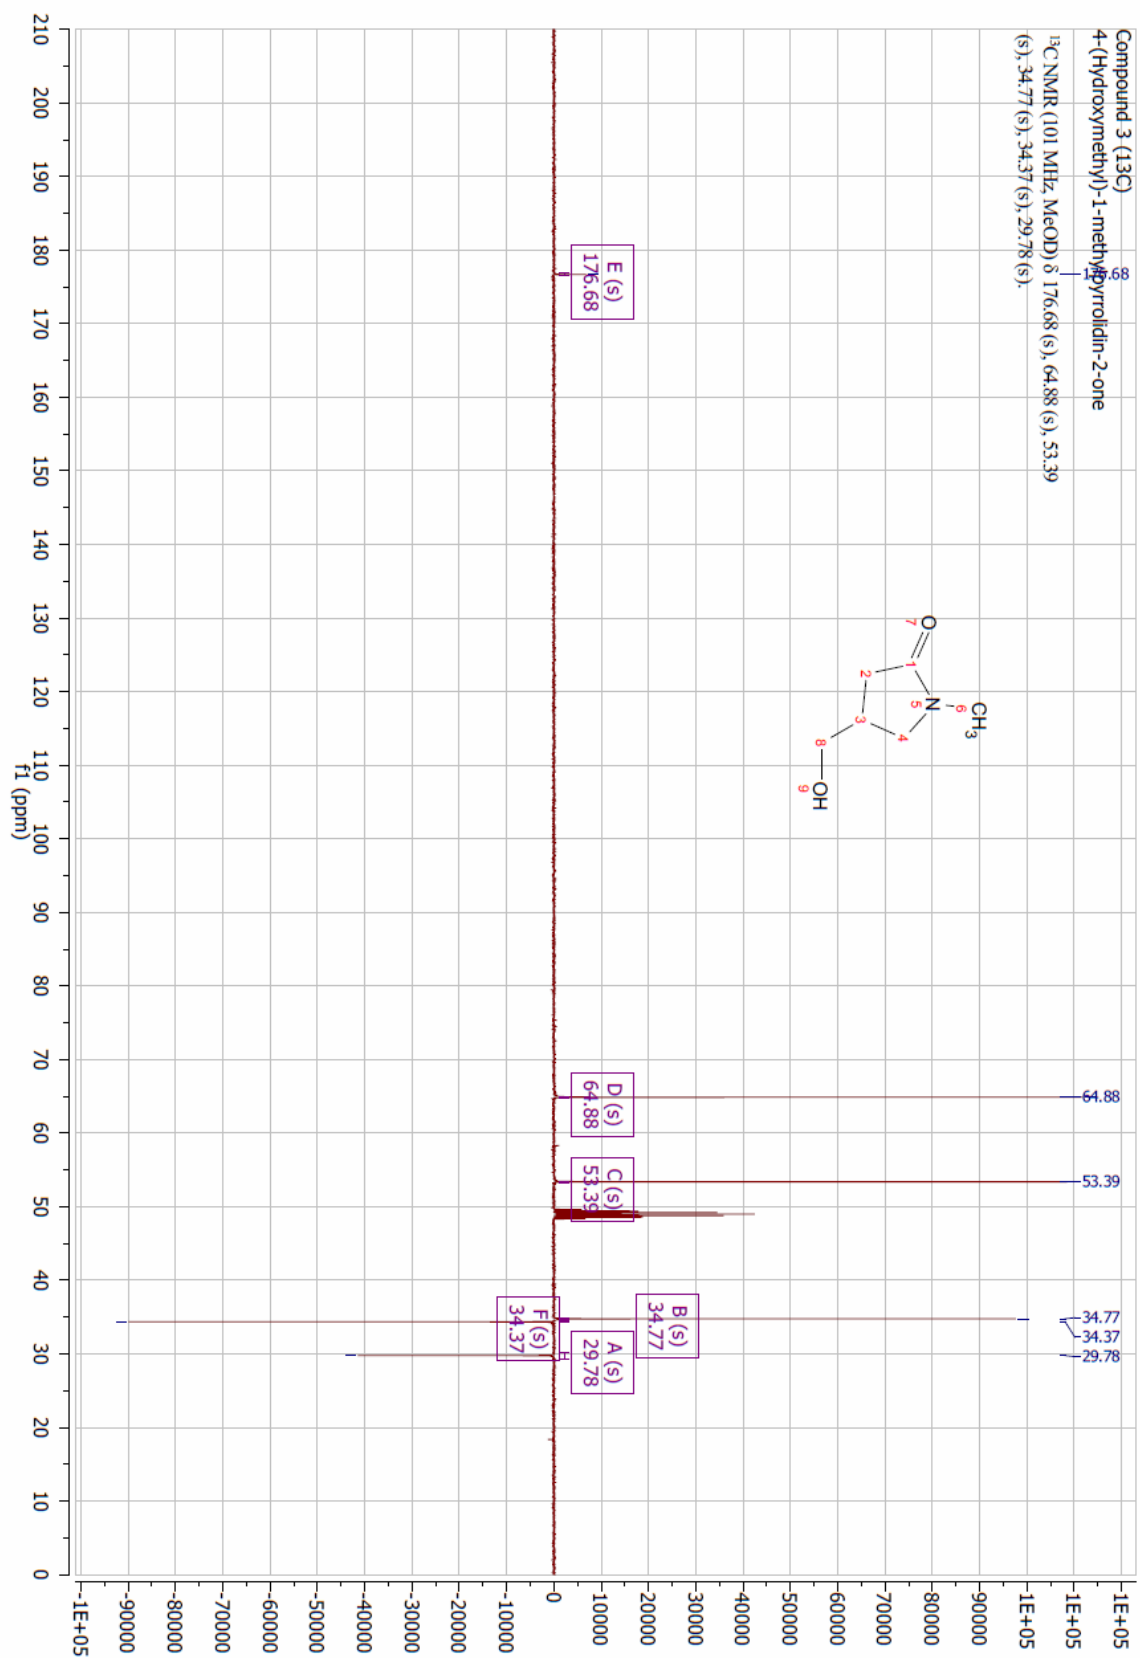 Compound 3 (13C)
4-(Hydroxymethyl)-1-methylpyrrolidin-2-one
¹³C NMR (101 MHz, MeOD) δ 176.68 (s), 64.88 (s), 53.39
(s), 34.77 (s), 34.37 (s), 29.78 (s).
176.68
64.88
53.39
34.77
34.37
29.78
O
7
1
2
3
4
N
5
6
CH3
8
OH
9
E (s)
176.68
D (s)
64.88
C (s)
53.39
B (s)
34.77
F (s)
34.37
A (s)
29.78
1E+05
1E+05
1E+05
90000
80000
70000
60000
50000
40000
30000
20000
10000
0
-10000
-20000
-30000
-40000
-50000
-60000
-70000
-80000
-90000
-1E+05
210 200 190 180 170 160 150 140 130 120 110 100 90 80 70 60 50 40 30 20 10 0
f1 (ppm)